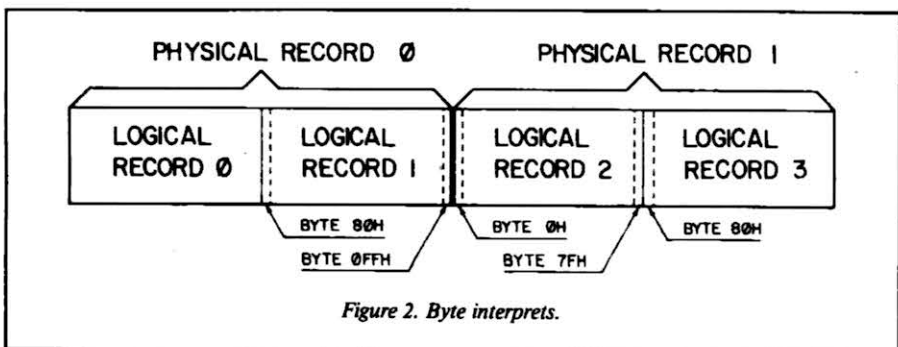 PHYSICAL RECORD Ø
PHYSICAL RECORD 1
LOGICAL
RECORD Ø
LOGICAL
RECORD 1
LOGICAL
RECORD 2
LOGICAL
RECORD 3
BYTE 8ØH
BYTE ØFFH
BYTE ØH
BYTE 7FH
BYTE 8ØH
Figure 2. Byte interprets.